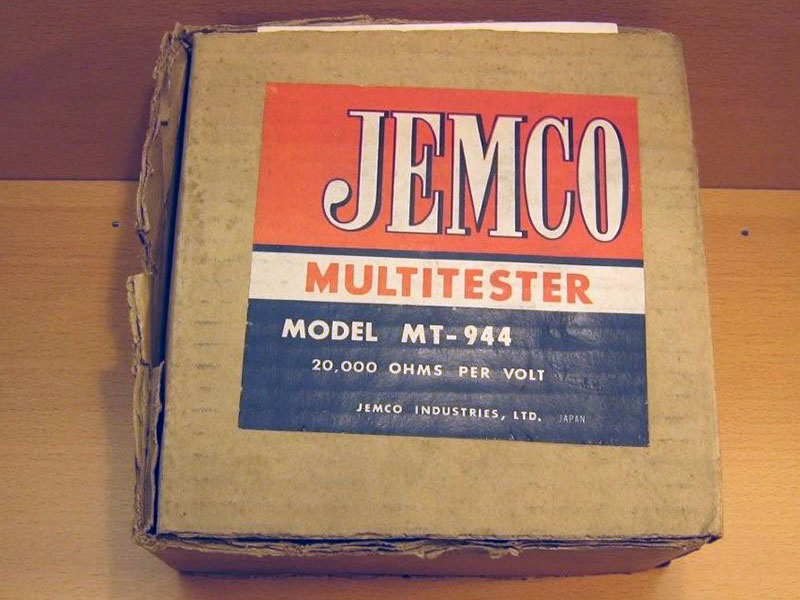 JEMCO
MULTITESTER
MODEL MT-944
20,000 OHMS PER VOLT
JEMCO INDUSTRIES, LTD. JAPAN